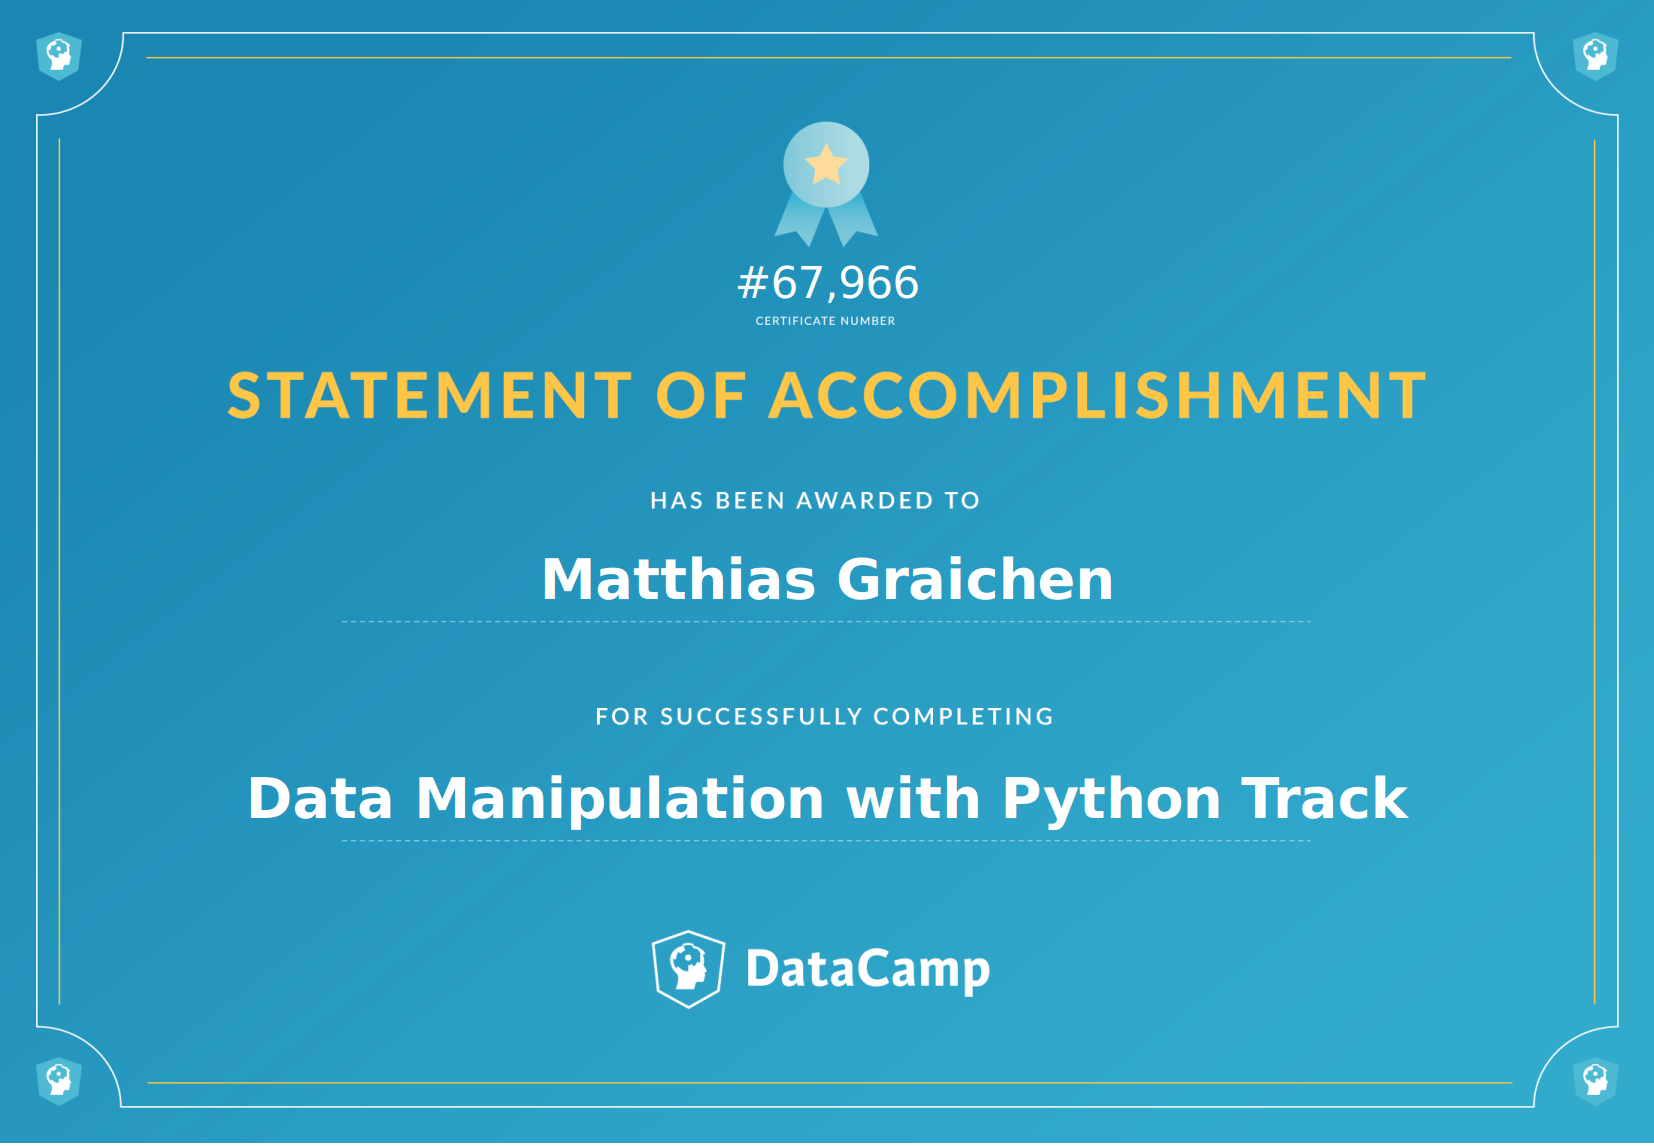 #67,966
CERTIFICATE NUMBER
STATEMENT OF ACCOMPLISHMENT
HAS BEEN AWARDED TO
Matthias Graichen
FOR SUCCESSFULLY COMPLETING
Data Manipulation with Python Track
DataCamp